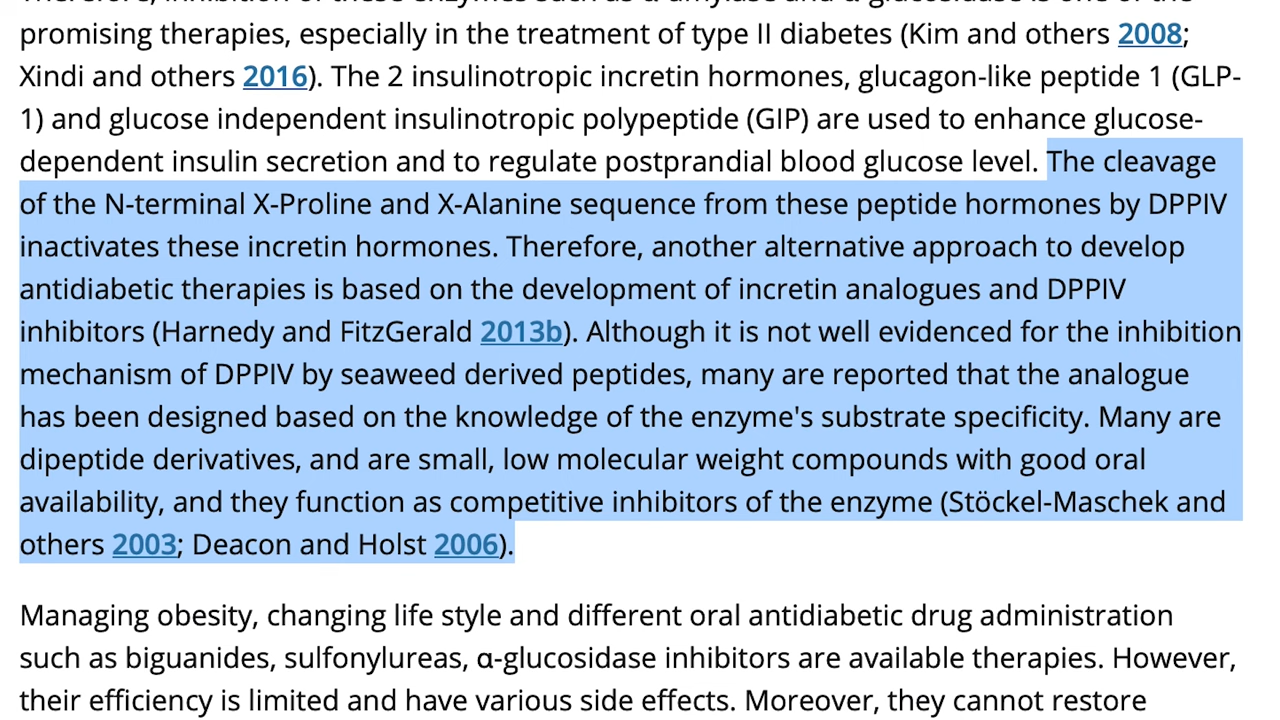 promising therapies, especially in the treatment of type II diabetes (Kim and others 2008;
Xindi and others 2016). The 2 insulinotropic incretin hormones, glucagon-like peptide 1 (GLP-
1) and glucose independent insulinotropic polypeptide (GIP) are used to enhance glucose-
dependent insulin secretion and to regulate postprandial blood glucose level. The cleavage
of the N-terminal X-Proline and X-Alanine sequence from these peptide hormones by DPPIV
inactivates these incretin hormones. Therefore, another alternative approach to develop
antidiabetic therapies is based on the development of incretin analogues and DPPIV
inhibitors (Harnedy and FitzGerald 2013b). Although it is not well evidenced for the inhibition
mechanism of DPPIV by seaweed derived peptides, many are reported that the analogue
has been designed based on the knowledge of the enzyme's substrate specificity. Many are
dipeptide derivatives, and are small, low molecular weight compounds with good oral
availability, and they function as competitive inhibitors of the enzyme (Stöckel-Maschek and
others 2003; Deacon and Holst 2006).
Managing obesity, changing life style and different oral antidiabetic drug administration
such as biguanides, sulfonylureas, α-glucosidase inhibitors are available therapies. However,
their efficiency is limited and have various side effects. Moreover, they cannot restore